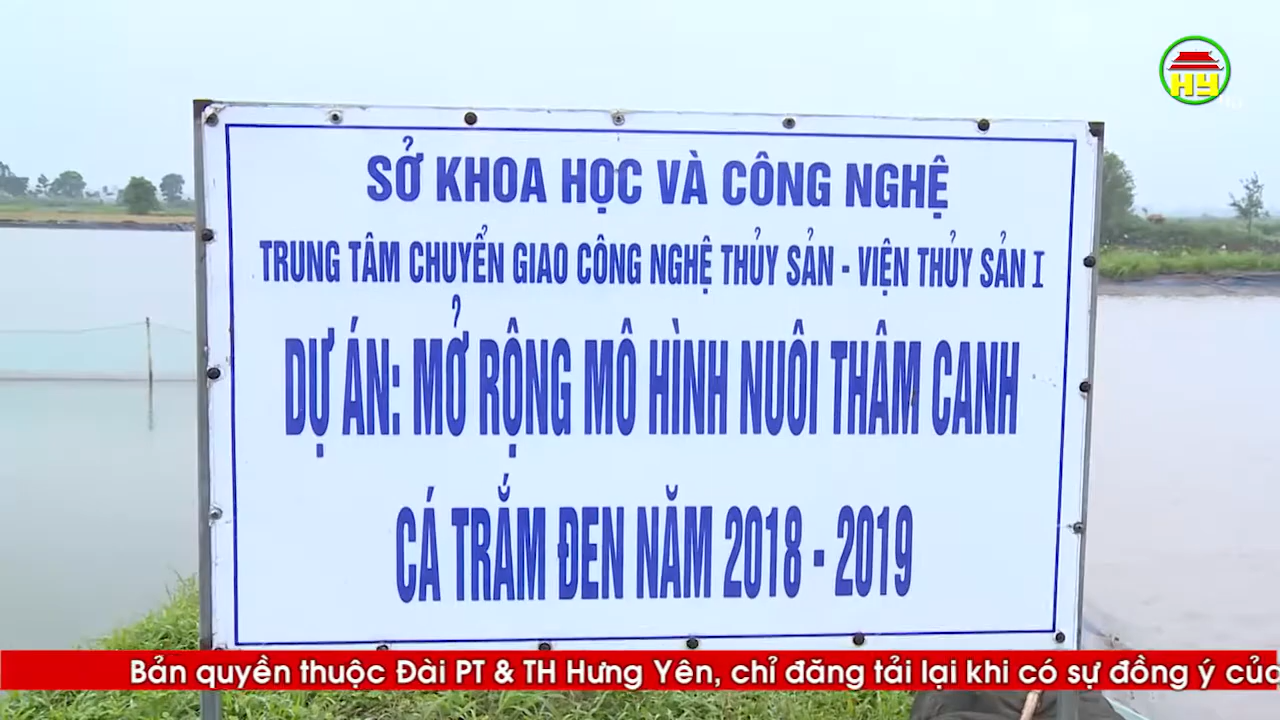 HY
SỞ KHOA HỌC VÀ CÔNG NGHỆ
TRUNG TÂM CHUYỂN GIAO CÔNG NGHỆ THỦY SẢN - VIỆN THỦY SẢN I
DỰ ÁN: MỞ RỘNG MÔ HÌNH NUÔI THÂM CANH
CÁ TRẮM ĐEN NĂM 2018 - 2019
Bản quyền thuộc Đài PT & TH Hưng Yên, chỉ đăng tải lại khi có sự đồng ý của